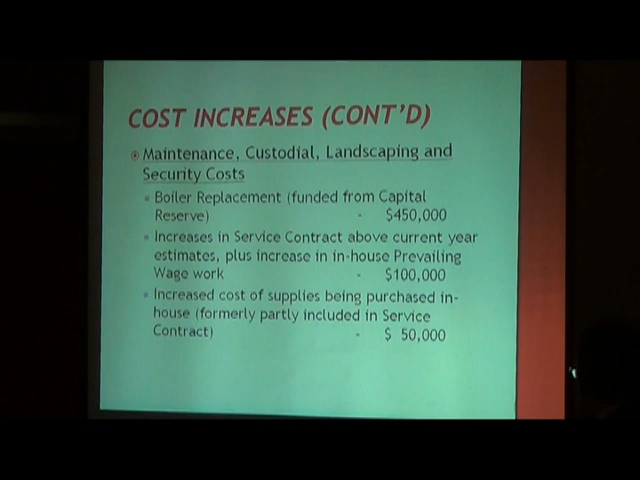 COST INCREASES (CONT'D)
Maintenance, Custodial, Landscaping and
Security Costs
Boiler Replacement (funded from Capital
Reserve) - $450,000
Increases in Service Contract above current year
estimates, plus increase in in-house Prevailing
Wage work - $100,000
Increased cost of supplies being purchased in-
house (formerly partly included in Service
Contract) - $ 50,000